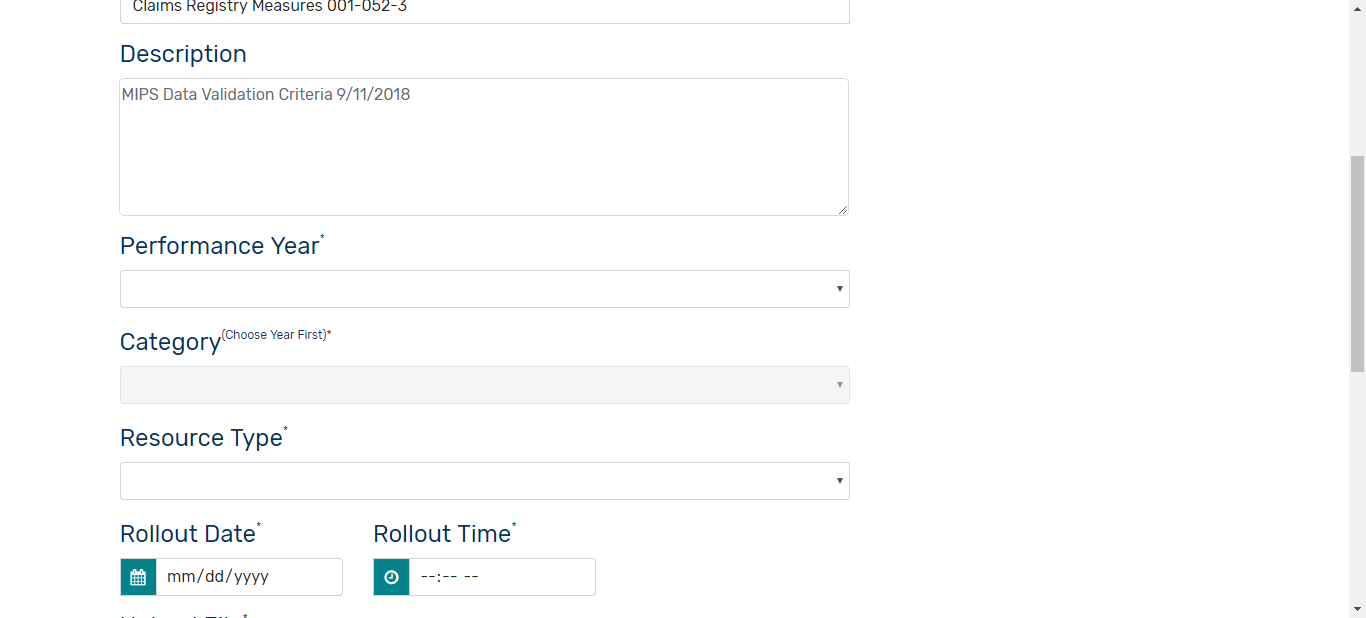 Claims Registry Measures 001-052-3
Description
MIPS Data Validation Criteria 9/11/2018
Performance Year*
Category(Choose Year First)*
Resource Type*
Rollout Date* Rollout Time*
mm/dd/yyyy --:-- --